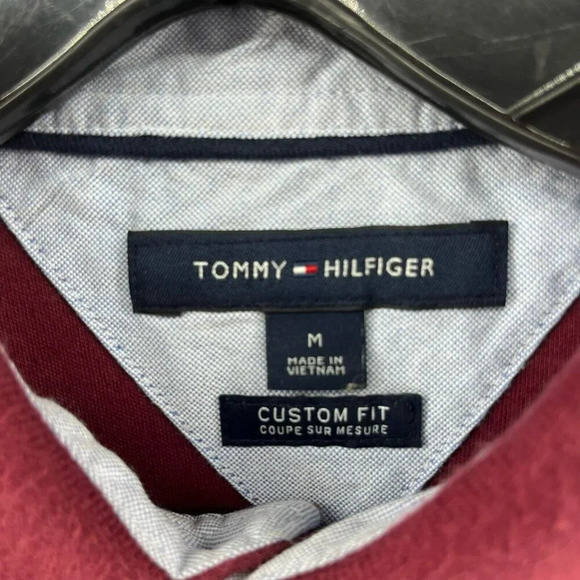 TOMMY HILFIGER
M
MADE IN
VIETNAM
CUSTOM FIT
COUPE SUR MESURE